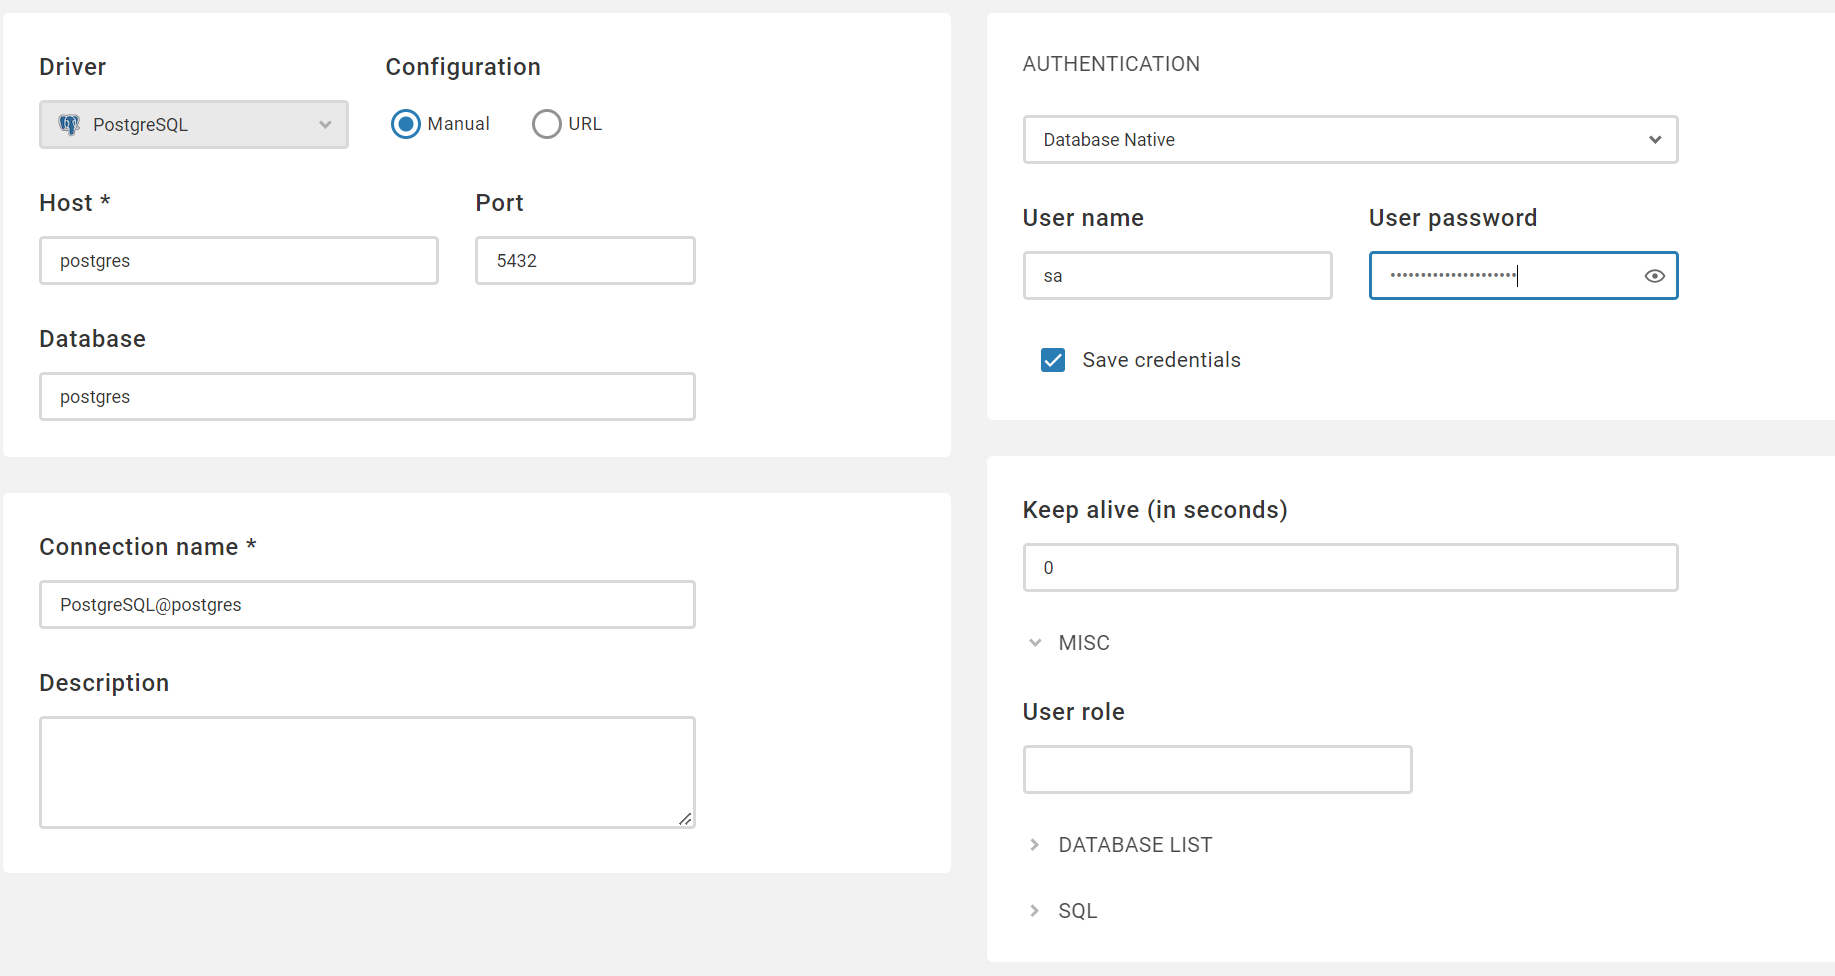 Driver
Configuration
PostgreSQL
Manual
URL
Host *
Port
postgres
5432
Database
postgres
Connection name *
PostgreSQL@postgres
Description
AUTHENTICATION
Database Native
User name
User password
sa
•••••••••••••••••••••
Save credentials
Keep alive (in seconds)
0
MISC
User role
DATABASE LIST
SQL